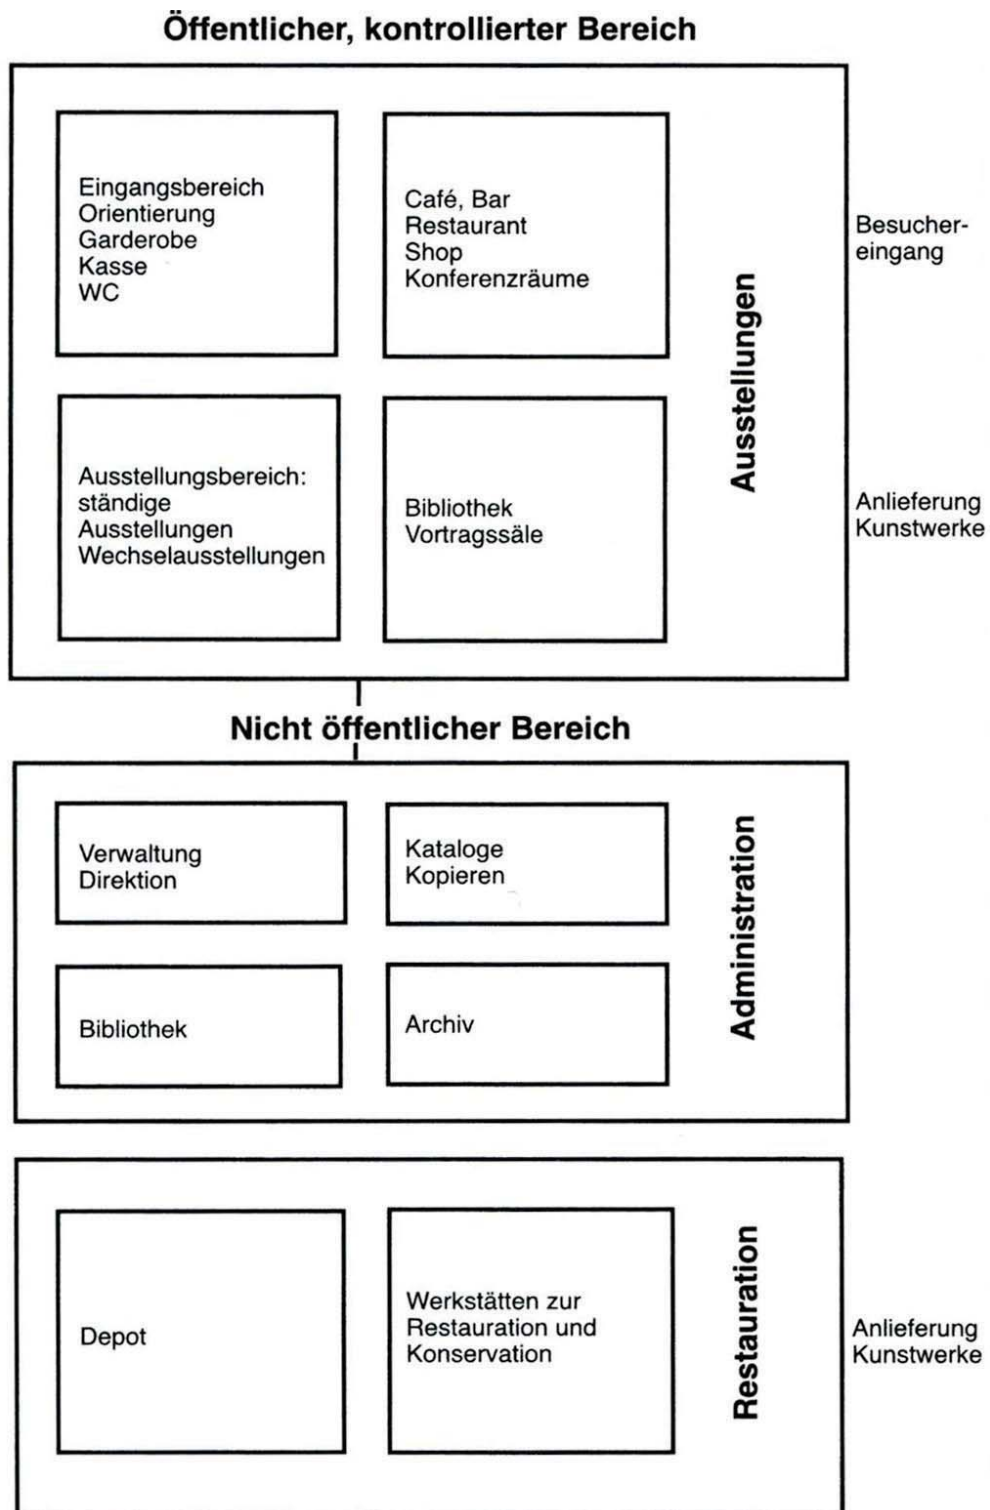 Öffentlicher, kontrollierter Bereich
Eingangsbereich
Orientierung
Garderobe
Kasse
WC
Café, Bar
Restaurant
Shop
Konferenzräume
Ausstellungen
Besucher-
eingang
Ausstellungsbereich:
ständige
Ausstellungen
Wechselausstellungen
Bibliothek
Vortragssäle
Anlieferung
Kunstwerke
Nicht öffentlicher Bereich
Verwaltung
Direktion
Kataloge
Kopieren
Administration
Bibliothek
Archiv
Depot
Werkstätten zur
Restauration und
Konservation
Restauration
Anlieferung
Kunstwerke